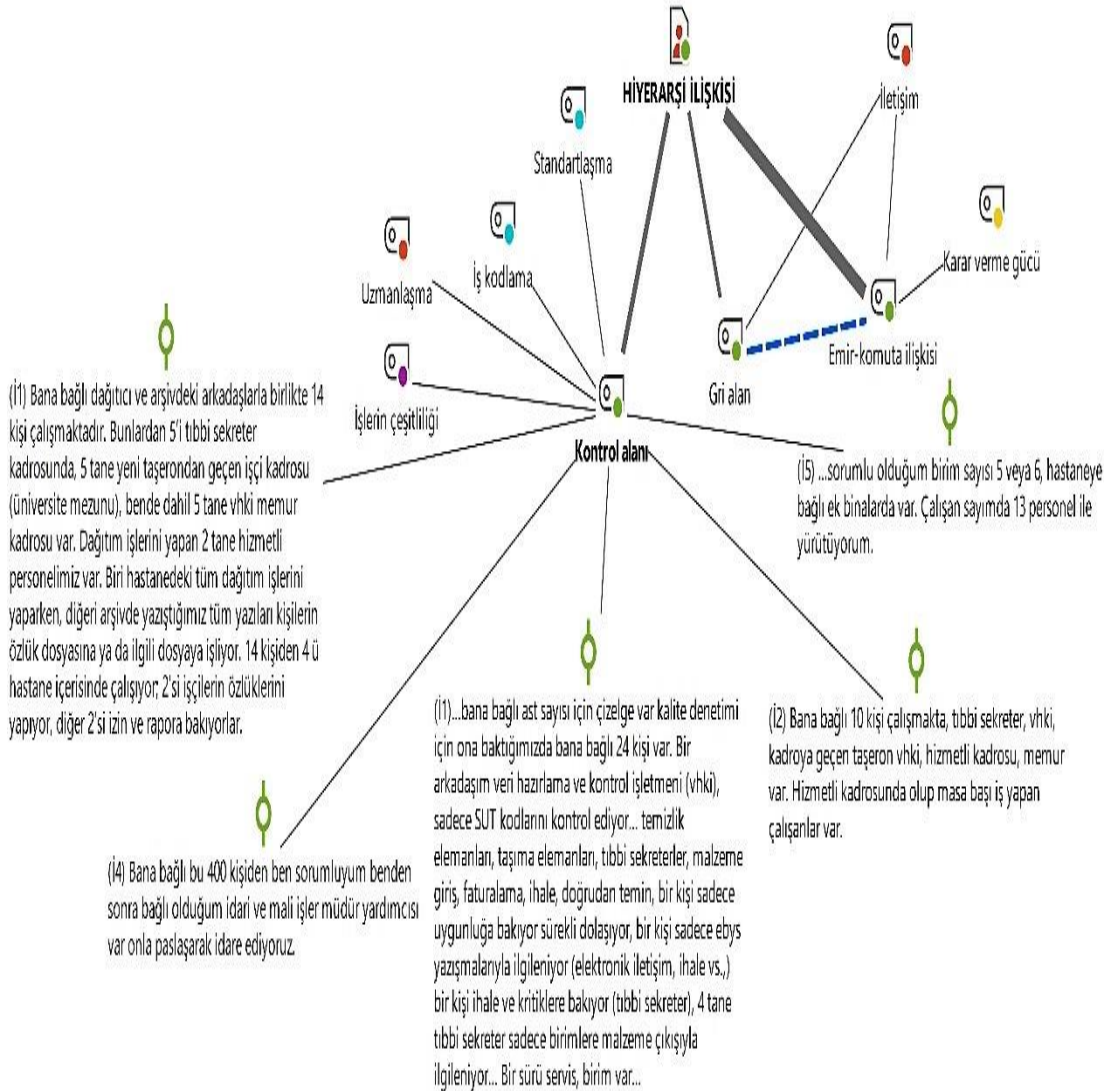 HİYERARŞİ İLİŞKİSİ
İletişim
Standartlaşma
Karar verme gücü
İş kodlama
Uzmanlaşma
Emir-komuta ilişkisi
Gri alan
İşlerin çeşitliliği
Kontrol alanı
(İ1) Bana bağlı dağıtıcı ve arşivdeki arkadaşlarla birlikte 14
kişi çalışmaktadır. Bunlardan 5'i tıbbi sekreter
kadrosunda, 5 tane yeni taşerondan geçen işçi kadrosu
(üniversite mezunu), bende dahil 5 tane vhki memur
kadrosu var. Dağıtım işlerini yapan 2 tane hizmetli
personelimiz var. Biri hastanedeki tüm dağıtım işlerini
yaparken, diğeri arşivde yazıştığımız tüm yazıları kişilerin
özlük dosyasına ya da ilgili dosyaya işliyor. 14 kişiden 4 ü
hastane içerisinde çalışıyor; 2'si işçilerin özlüklerini
yapıyor, diğer 2'si izin ve rapora bakıyorlar.
(İ5) ...sorumlu olduğum birim sayısı 5 veya 6, hastaneye
bağlı ek binalarda var. Çalışan sayımda 13 personel ile
yürütüyorum.
(İ4) Bana bağlı bu 400 kişiden ben sorumluyum benden
sonra bağlı olduğum idari ve mali işler müdür yardımcısı
var onla paslaşarak idare ediyoruz.
(İ1)...bana bağlı ast sayısı için çizelge var kalite denetimi
için ona baktığımızda bana bağlı 24 kişi var. Bir
arkadaşım veri hazırlama ve kontrol işletmeni (vhki),
sadece SUT kodlarını kontrol ediyor... temizlik
elemanları, taşıma elemanları, tıbbi sekreterler, malzeme
giriş, faturalama, ihale, doğrudan temin, bir kişi sadece
uygunluğa bakıyor sürekli dolaşıyor, bir kişi sadece ebys
yazışmalarıyla ilgileniyor (elektronik iletişim, ihale vs.,)
bir kişi ihale ve kritiklere bakıyor (tıbbi sekreter), 4 tane
tıbbi sekreter sadece birimlere malzeme çıkışıyla
ilgileniyor... Bir sürü servis, birim var...
(İ2) Bana bağlı 10 kişi çalışmakta, tıbbi sekreter, vhki,
kadroya geçen taşeron vhki, hizmetli kadrosu, memur
var. Hizmetli kadrosunda olup masa başı iş yapan
çalışanlar var.